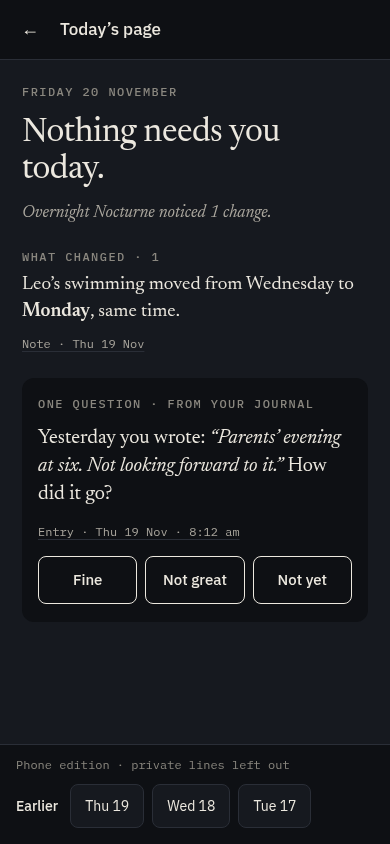 ← Today’s page
FRIDAY 20 NOVEMBER
Nothing needs you
today.
Overnight Nocturne noticed 1 change.
WHAT CHANGED · 1
Leo’s swimming moved from Wednesday to
Monday, same time.
Note · Thu 19 Nov
ONE QUESTION · FROM YOUR JOURNAL
Yesterday you wrote: “Parents’ evening
at six. Not looking forward to it.” How
did it go?
Entry · Thu 19 Nov · 8:12 am
Fine Not great Not yet
Phone edition · private lines left out
Earlier Thu 19 Wed 18 Tue 17